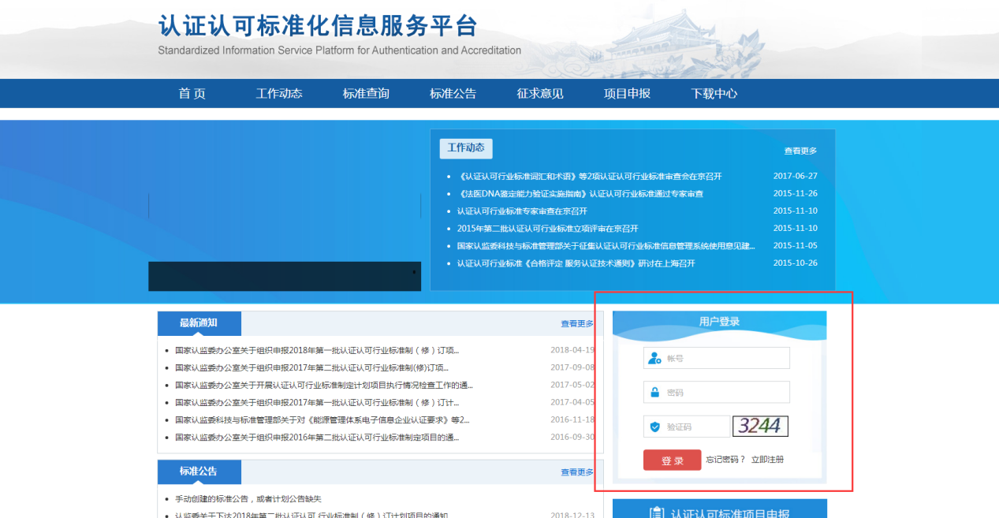 认证认可标准化信息服务平台
Standardized Information Service Platform for Authentication and Accreditation
首 页 工作动态 标准查询 标准公告 征求意见 项目申报 下载中心
工作动态 查看更多
《认证认可行业标准词汇和术语》等2项认证认可行业标准审查会在京召开 2017-06-27
《法医DNA鉴定能力验证实施指南》认证认可行业标准通过专家审查 2015-11-26
认证认可行业标准专家审查在京召开 2015-11-10
2015年第二批认证认可行业标准立项评审在京召开 2015-11-10
国家认监委科技与标准管理部关于征集认证认可行业标准信息管理系统使用意见建... 2015-11-05
认证认可行业标准《合格评定 服务认证技术通则》研讨在上海召开 2015-10-26
最新通知 查看更多
国家认监委办公室关于组织申报2018年第一批认证认可行业标准制（修）订项... 2018-04-19
国家认监委办公室关于组织申报2017年第二批认证认可行业标准制(修)订项... 2017-09-08
国家认监委办公室关于开展认证认可行业标准制定计划项目执行情况检查工作的通... 2017-05-02
国家认监委办公室关于组织申报2017年第一批认证认可行业标准制（修）订计... 2017-04-05
国家认监委科技与标准管理部关于对《能源管理体系电子信息企业认证要求》等2... 2016-11-18
国家认监委办公室关于组织申报2016年第二批认证认可行业标准制定项目的通... 2016-09-30
用户登录
帐号
密码
验证码 3244
登 录 忘记密码？ 立即注册
标准公告 查看更多
手动创建的标准公告，或者计划公告缺失
认监委关于下达2018年第二批认证认可 行业标准制（修）订计划项目的通知 2018-12-13
认证认可标准项目申报